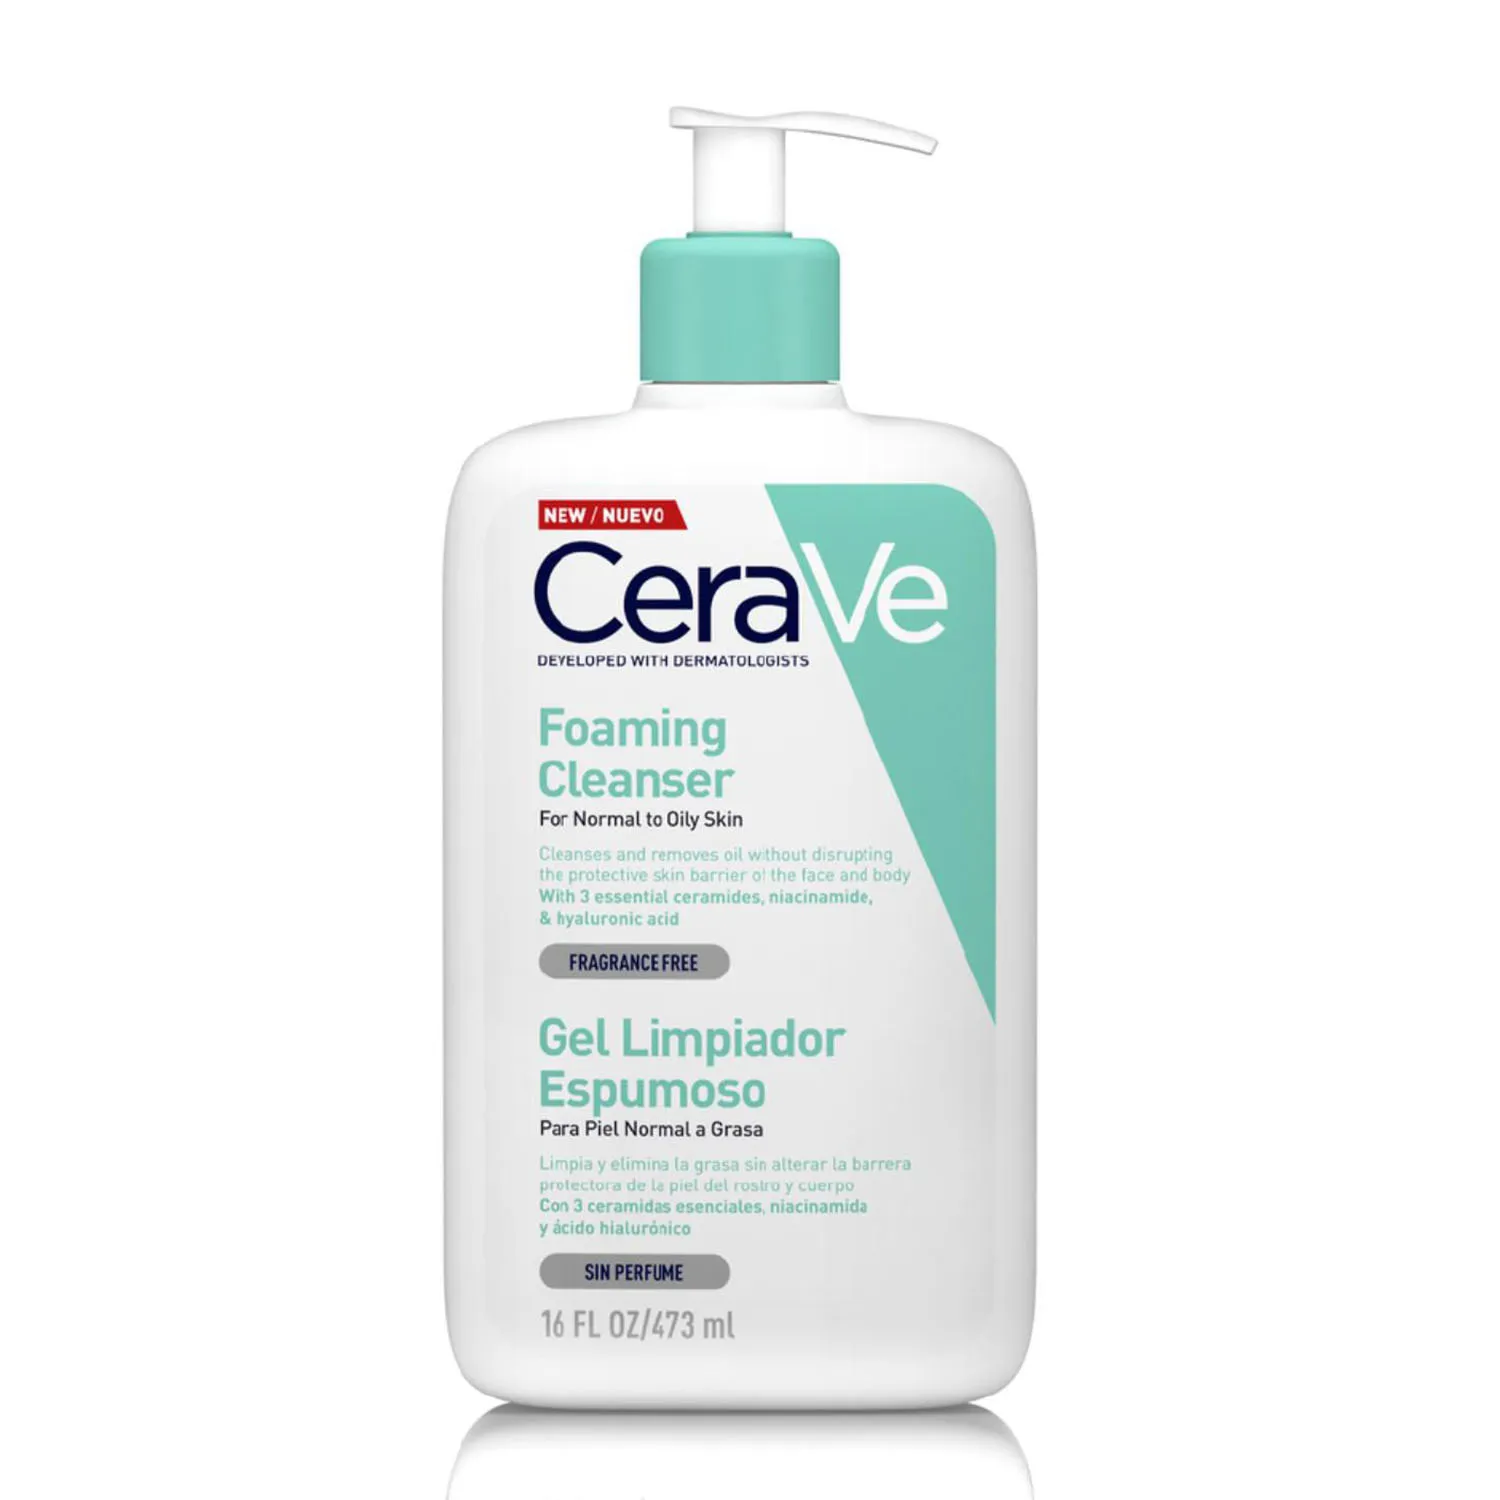 NEW / NUEVO
CeraVe
DEVELOPED WITH DERMATOLOGISTS
Foaming
Cleanser
For Normal to Oily Skin
Cleanses and removes oil without disrupting
the protective skin barrier of the face and body
With 3 essential ceramides, niacinamide,
& hyaluronic acid
FRAGRANCE FREE
Gel Limpiador
Espumoso
Para Piel Normal a Grasa
Limpia y elimina la grasa sin alterar la barrera
protectora de la piel del rostro y cuerpo
Con 3 ceramidas esenciales, niacinamida
y ácido hialurónico
SIN PERFUME
16 FL OZ/473 ml